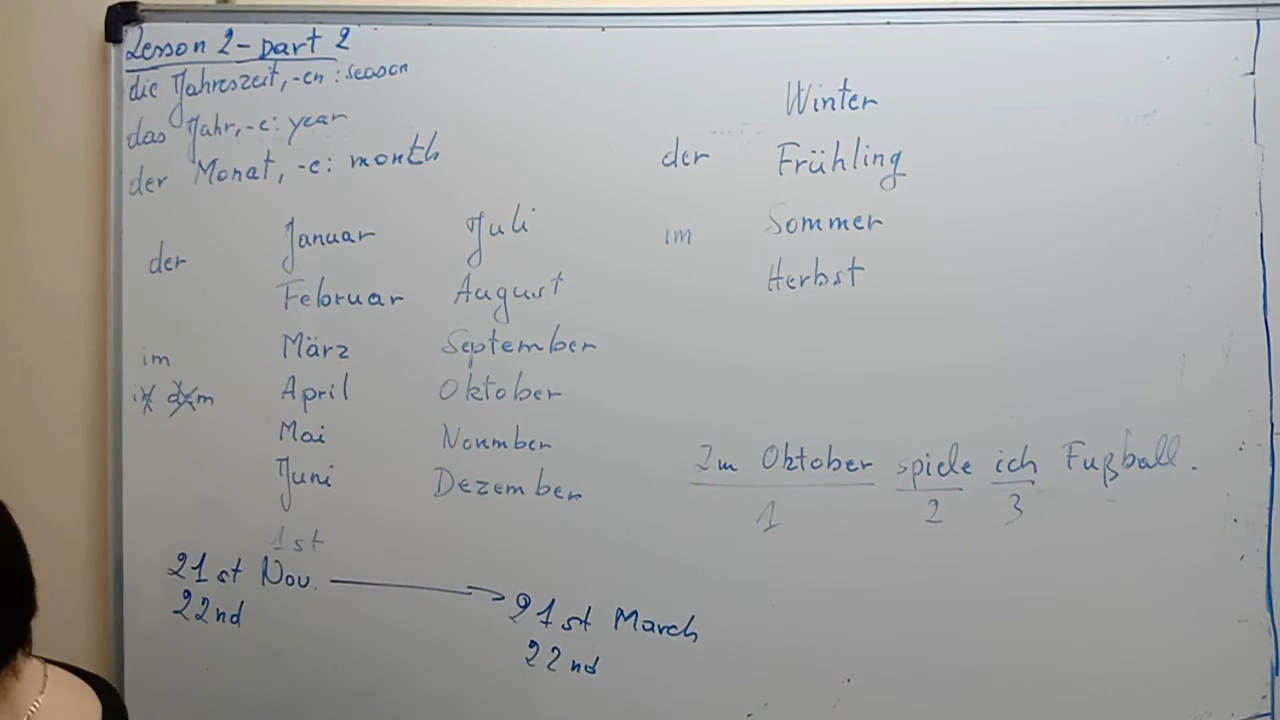 Lesson 2 - part 2
die Jahreszeit, -en : season
das Jahr, -e : year
der Monat, -e : month
der
im
in dem
Januar
Februar
März
April
Mai
Juni
Juli
August
September
Oktober
Novmber
Dezember
der
im
Winter
Frühling
Sommer
Herbst
Im Oktober spiele ich Fußball.
1 2 3
1st
21st Nov. → 21st March
22nd 22nd